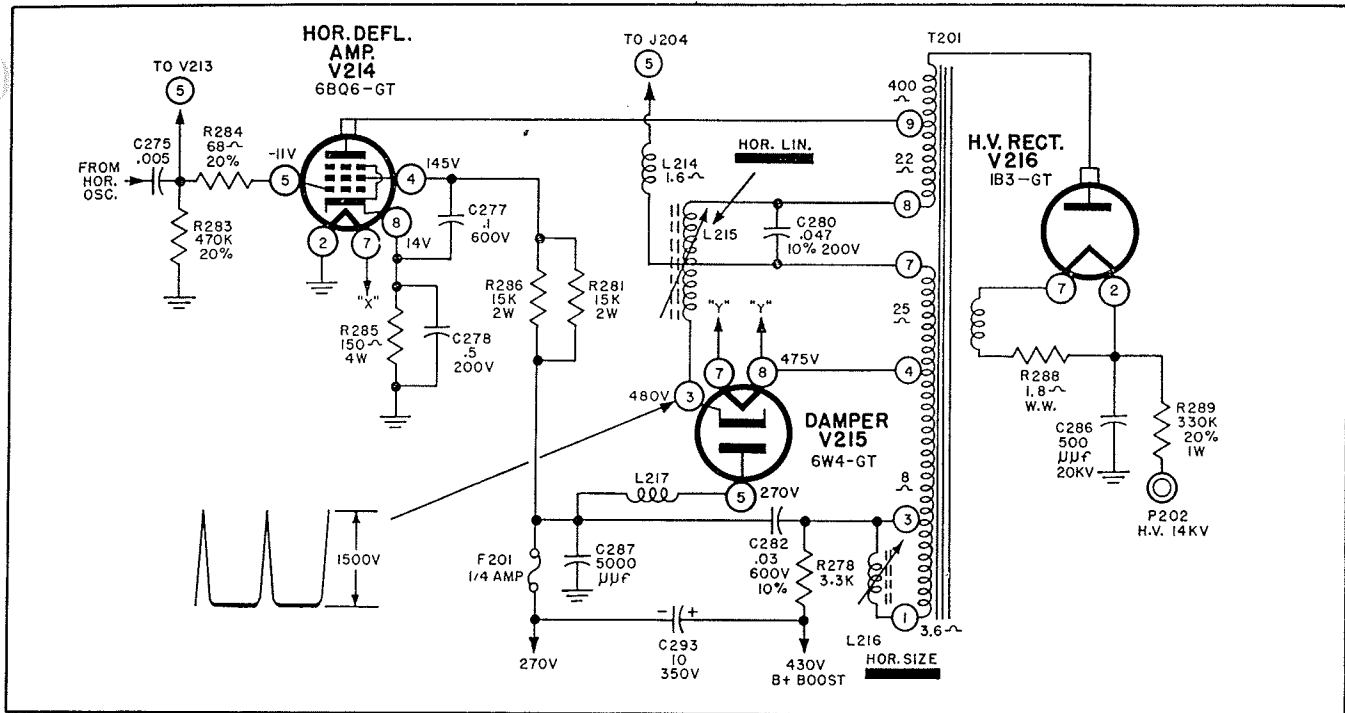 HOR. DEFL.
AMP.
V214
6BQ6-GT
TO V213
5
C275
.005
R284
68Ω
20%
FROM
HOR.
OSC.
R283
470K
20%
-11V
5
4
145V
8
14V
2
7
"X"
C277
.1
600V
R285
150Ω
4W
C278
.5
200V
R286
15K
2W
R281
15K
2W
TO J204
5
L214
1.6Ω
HOR. LIN.
L215
C280
.047
10% 200V
T201
400
Ω
9
22
Ω
8
7
25
Ω
4
8
Ω
3
1
3.6Ω
H.V. RECT.
V216
1B3-GT
7
2
R288
1.8Ω
W.W.
C286
500
μμf
20KV
R289
330K
20%
1W
P202
H.V. 14KV
"Y"
"Y"
7
8
475V
480V
3
DAMPER
V215
6W4-GT
5
270V
L217
1500V
F201
1/4 AMP
C287
5000
μμf
C282
.03
600V
10%
R278
3.3K
L216
HOR. SIZE
270V
- +
C293
10
350V
430V
B+ BOOST